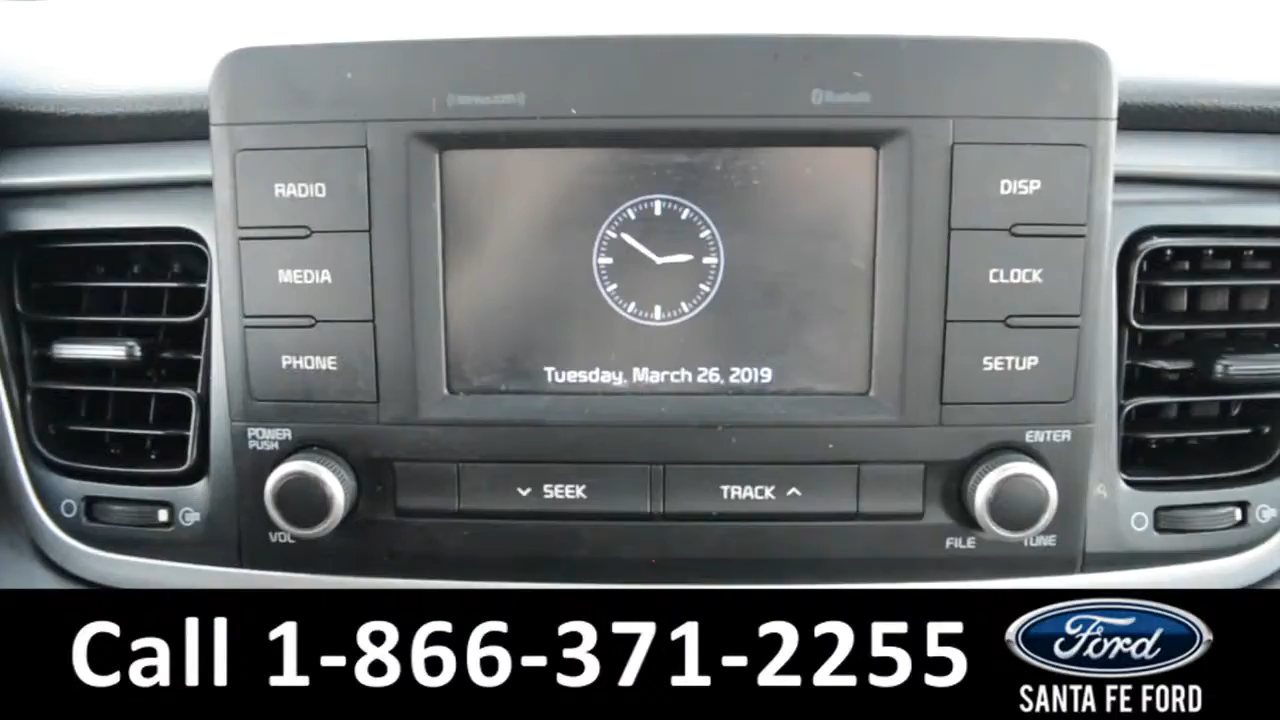 Bluetooth
RADIO
DISP
MEDIA
CLOCK
PHONE
SETUP
Tuesday, March 26, 2019
POWER
PUSH
ENTER
SEEK
TRACK
VOL
FILE
TUNE
Call 1-866-371-2255
Ford
SANTA FE FORD